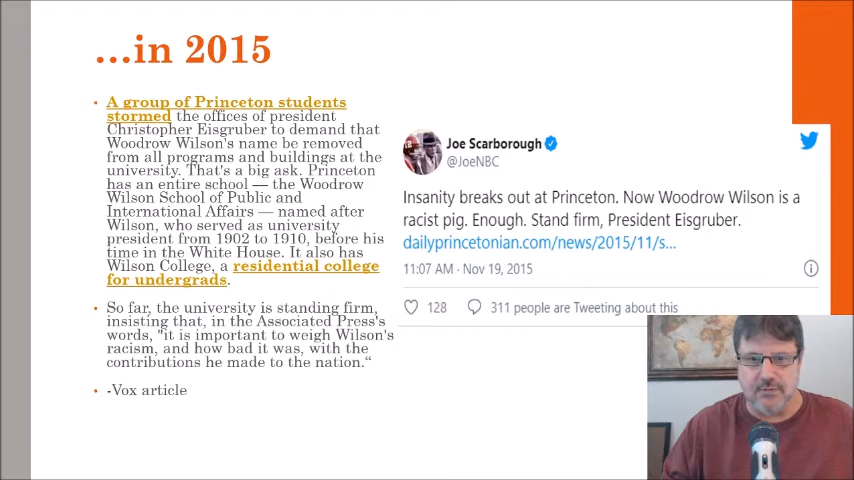 ...in 2015
• A group of Princeton students
stormed the offices of president
Christopher Eisgruber to demand that
Woodrow Wilson's name be removed
from all programs and buildings at the
university. That's a big ask. Princeton
has an entire school — the Woodrow
Wilson School of Public and
International Affairs — named after
Wilson, who served as university
president from 1902 to 1910, before his
time in the White House. It also has
Wilson College, a residential college
for undergrads.
• So far, the university is standing firm,
insisting that, in the Associated Press's
words, "it is important to weigh Wilson's
racism, and how bad it was, with the
contributions he made to the nation.“
• -Vox article
Joe Scarborough
@JoeNBC
Insanity breaks out at Princeton. Now Woodrow Wilson is a
racist pig. Enough. Stand firm, President Eisgruber.
dailyprincetonian.com/news/2015/11/s...
11:07 AM · Nov 19, 2015
128 311 people are Tweeting about this